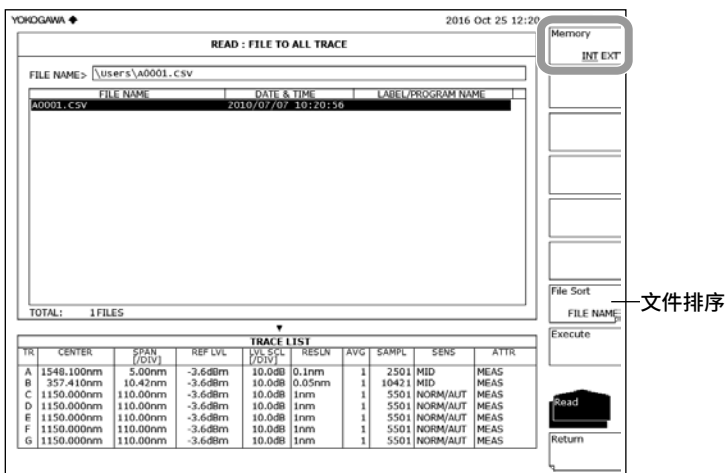 YOKOGAWA ◆ 2016 Oct 25 12:20
READ : FILE TO ALL TRACE
FILE NAME> \users\A0001.CSV
FILE NAME DATE & TIME LABEL/PROGRAM NAME
A0001.CSV 2010/07/07 10:20:56
TOTAL: 1FILES
TRACE LIST
TR CENTER SPAN [/DIV] REF LVL LVL SCL [/DIV] RESLN AVG SAMPL SENS ATTR
A 1548.100nm 5.00nm -3.6dBm 10.0dB 0.1nm 1 2501 MID MEAS
B 357.410nm 10.42nm -3.6dBm 10.0dB 0.05nm 1 10421 MID MEAS
C 1150.000nm 110.00nm -3.6dBm 10.0dB 1nm 1 5501 NORM/AUT MEAS
D 1150.000nm 110.00nm -3.6dBm 10.0dB 1nm 1 5501 NORM/AUT MEAS
E 1150.000nm 110.00nm -3.6dBm 10.0dB 1nm 1 5501 NORM/AUT MEAS
F 1150.000nm 110.00nm -3.6dBm 10.0dB 1nm 1 5501 NORM/AUT MEAS
G 1150.000nm 110.00nm -3.6dBm 10.0dB 1nm 1 5501 NORM/AUT MEAS
Memory
INT EXT
File Sort
FILE NAME
文件排序
Execute
Read
Return